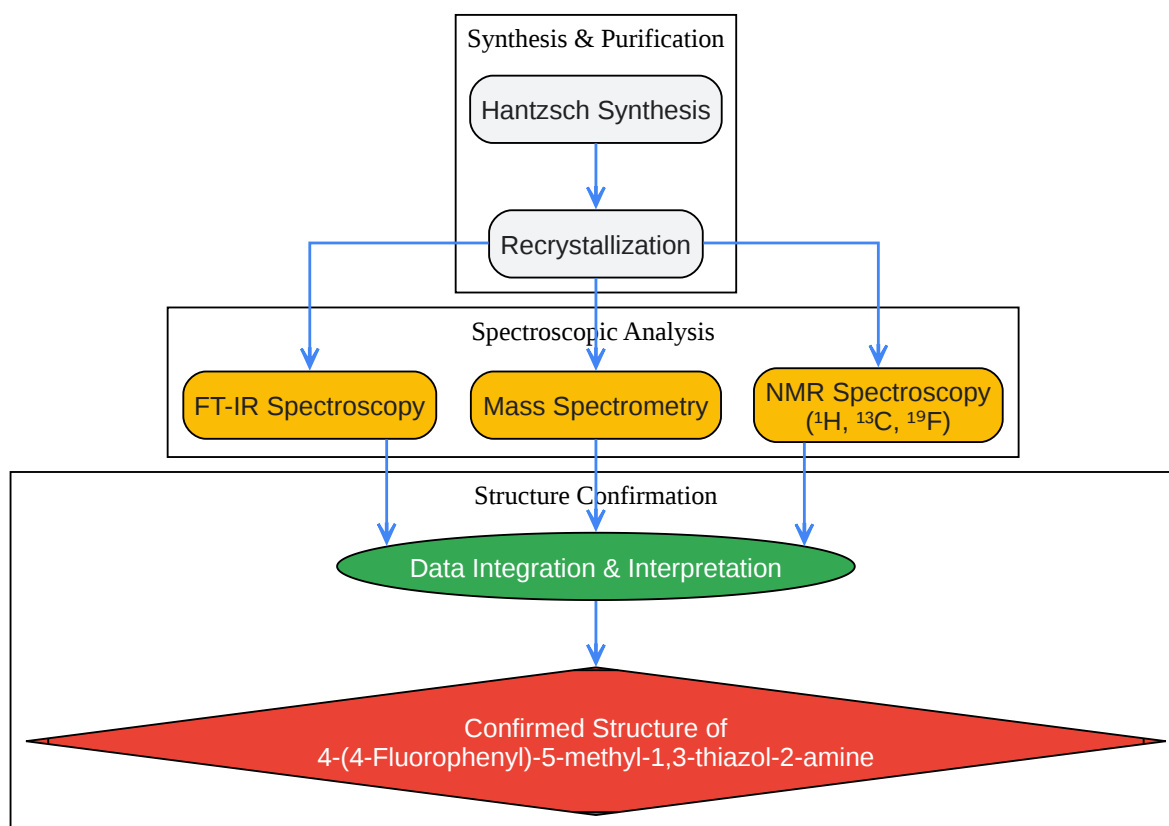 Synthesis & Purification
Hantzsch Synthesis
Recrystallization
Spectroscopic Analysis
FT-IR Spectroscopy
Mass Spectrometry
NMR Spectroscopy
(¹H, ¹³C, ¹⁹F)
Structure Confirmation
Data Integration & Interpretation
Confirmed Structure of
4-(4-Fluorophenyl)-5-methyl-1,3-thiazol-2-amine